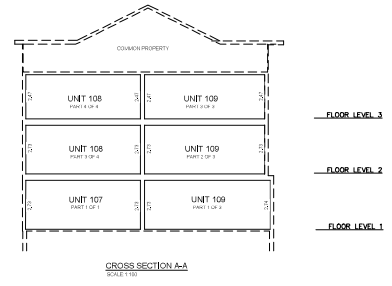 COMMON PROPERTY
UNIT 108
PART 4 OF 4
UNIT 109
PART 3 OF 3
FLOOR LEVEL 3
UNIT 108
PART 3 OF 4
UNIT 109
PART 2 OF 3
FLOOR LEVEL 2
UNIT 107
PART 1 OF 1
UNIT 109
PART 1 OF 3
FLOOR LEVEL 1
CROSS SECTION A-A
SCALE 1:150